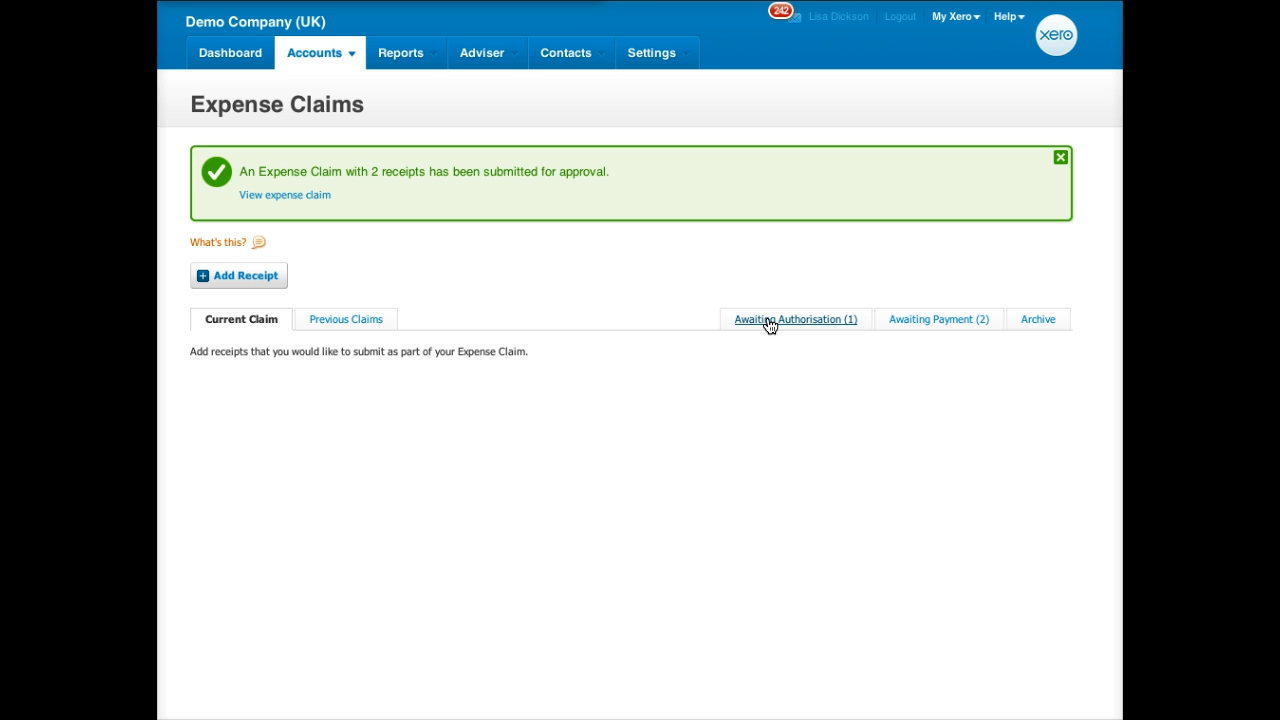 Demo Company (UK)
242
Lisa Dickson
Logout
My Xero
Help
xero
Dashboard
Accounts
Reports
Adviser
Contacts
Settings
Expense Claims
An Expense Claim with 2 receipts has been submitted for approval.
View expense claim
What's this?
Add Receipt
Current Claim
Previous Claims
Awaiting Authorisation (1)
Awaiting Payment (2)
Archive
Add receipts that you would like to submit as part of your Expense Claim.